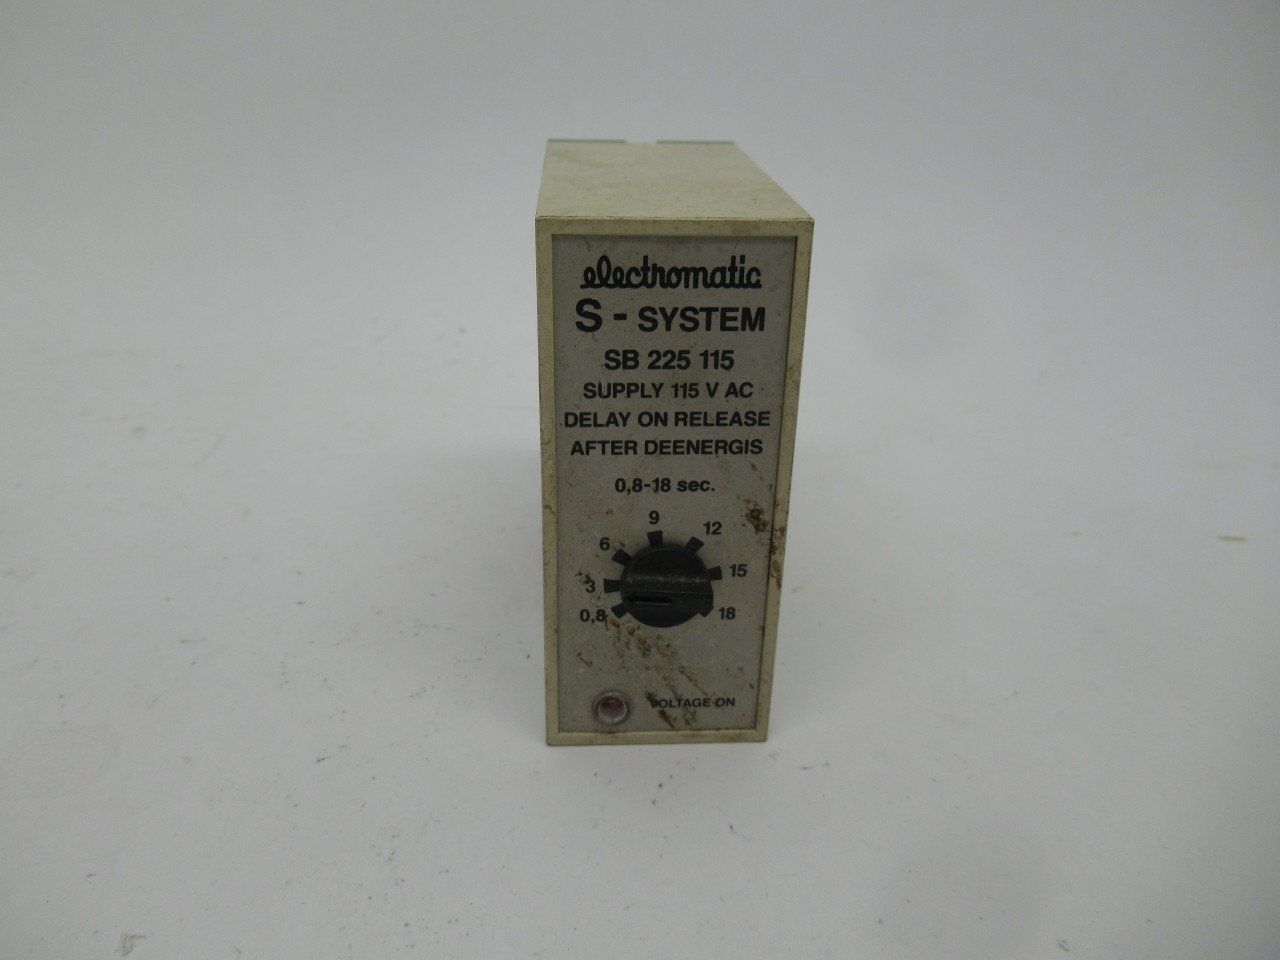 electromatic
S - SYSTEM
SB 225 115
SUPPLY 115 V AC
DELAY ON RELEASE
AFTER DEENERGIS
0,8-18 sec.
9
6 12
3 15
0,8 18
VOLTAGE ON